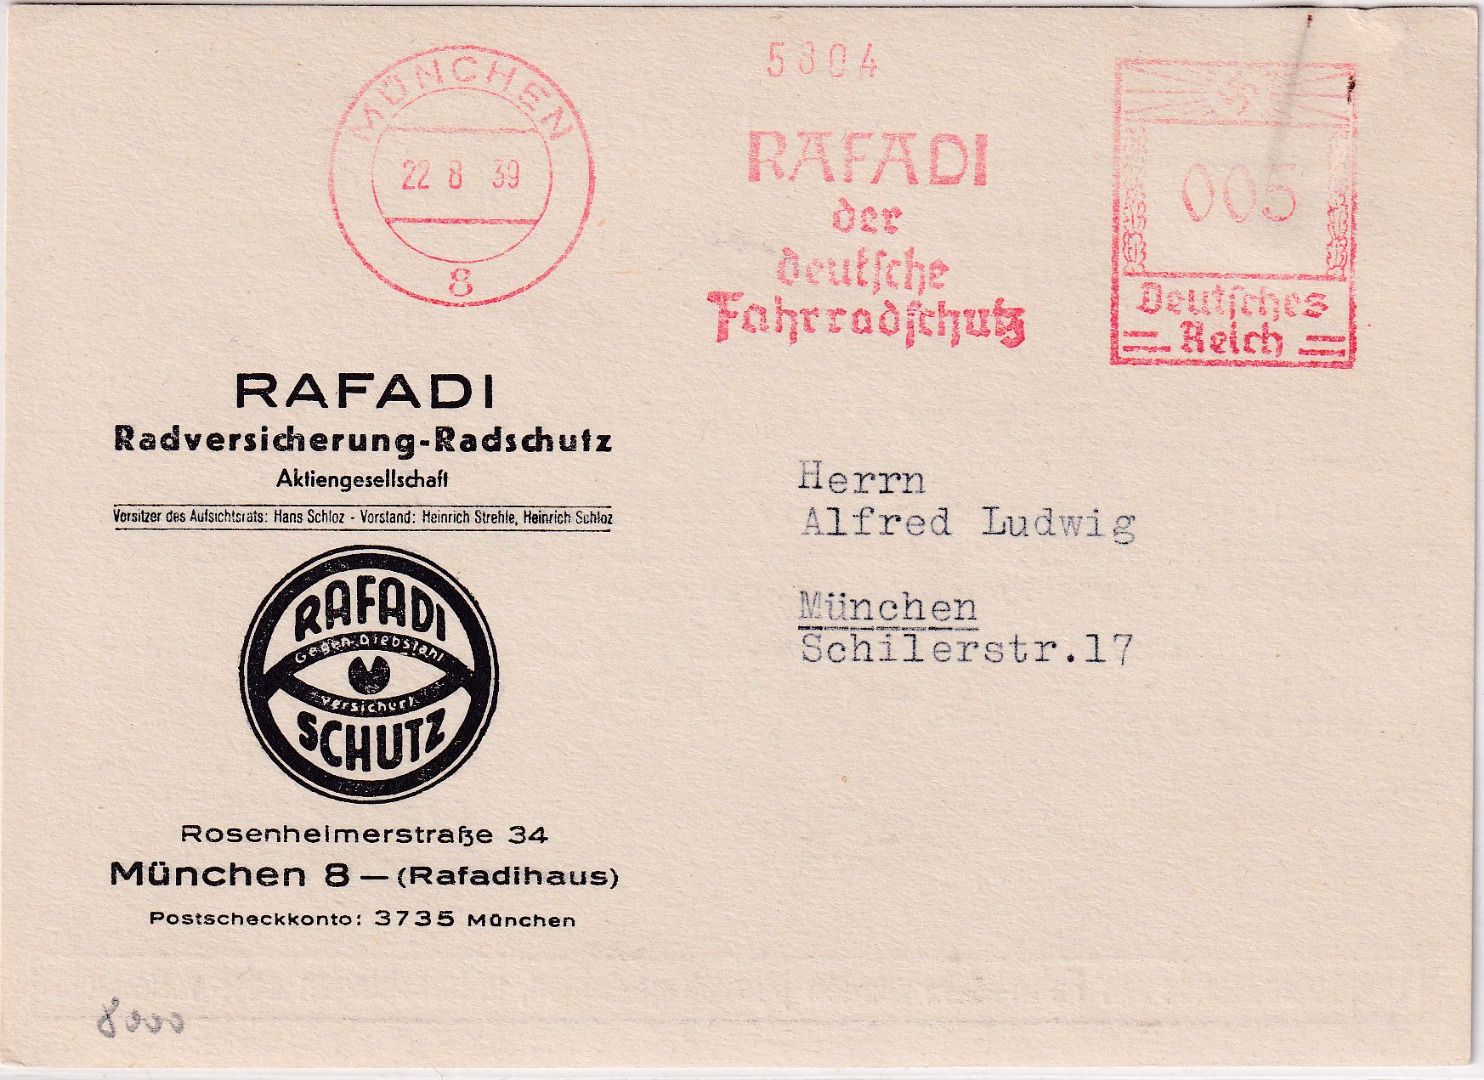 MÜNCHEN
22 8 39
8
5804
RAFADI
der
deutsche
Fahrradschutz
005
Deutsches
Reich
RAFADI
Radversicherung-Radschutz
Aktiengesellschaft
Vorsitzer des Aufsichtsrats: Hans Schloz - Vorstand: Heinrich Strehle, Heinrich Schloz
RAFADI
Gegen Diebstahl
versichert
SCHUTZ
Rosenheimerstraße 34
München 8 — (Rafadihaus)
Postscheckkonto: 3735 München
Herrn
Alfred Ludwig
München
Schilerstr.17
8000